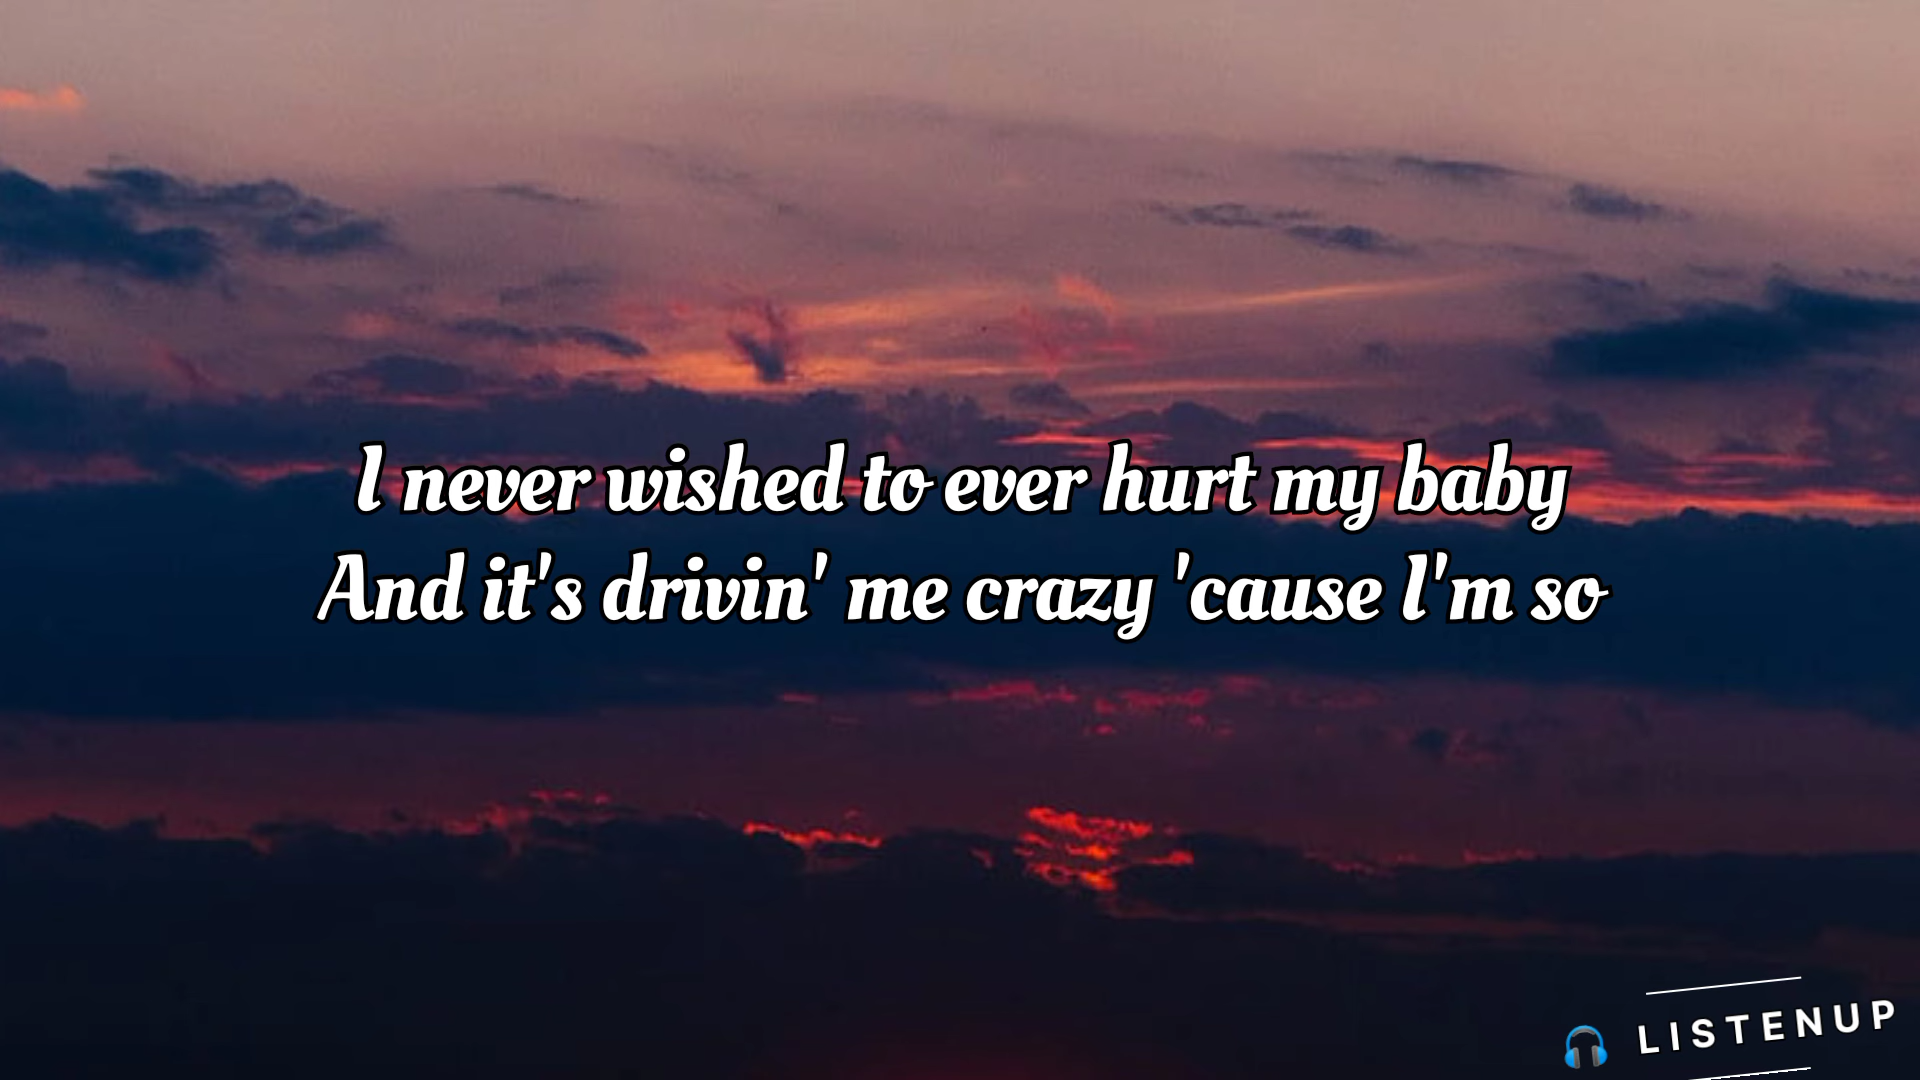 I never wished to ever hurt my baby
And it's drivin' me crazy 'cause I'm so
LISTENUP